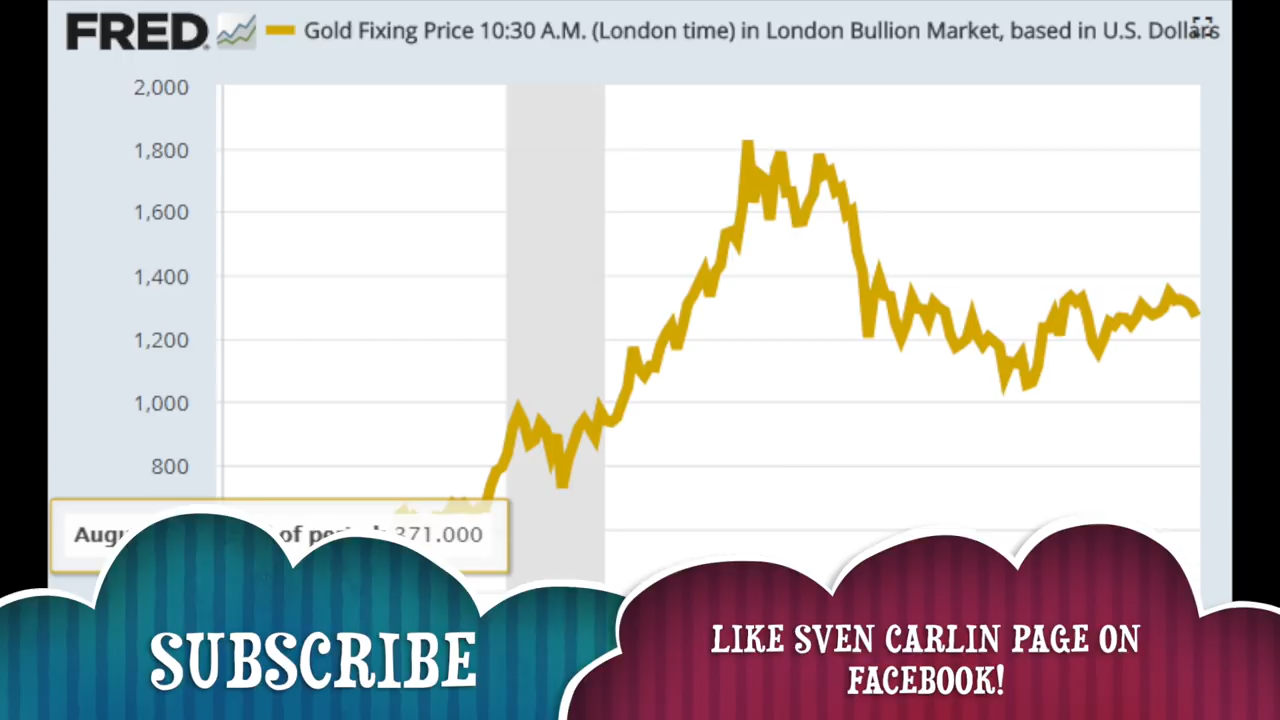 FRED
Gold Fixing Price 10:30 A.M. (London time) in London Bullion Market, based in U.S. Dollars
2,000
1,800
1,600
1,400
1,200
1,000
800
of 371.000
SUBSCRIBE
LIKE SVEN CARLIN PAGE ON
FACEBOOK!